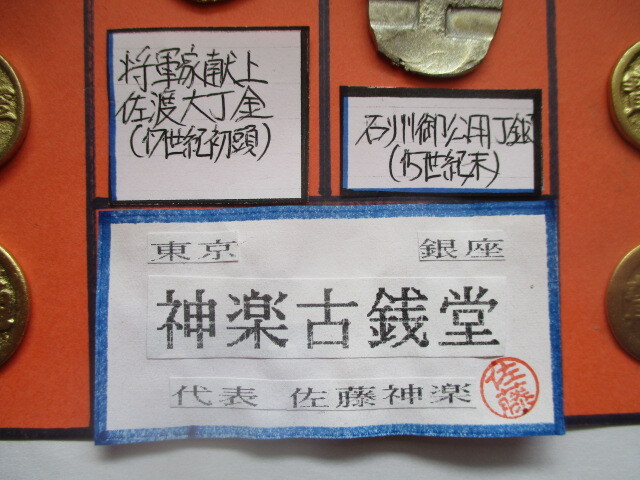 将軍家献上
佐渡大丁金
(17世紀初頭)
石川御公用丁銀
(15世紀末)
東京 銀座
神楽古銭堂
代表 佐藤神楽
佐藤